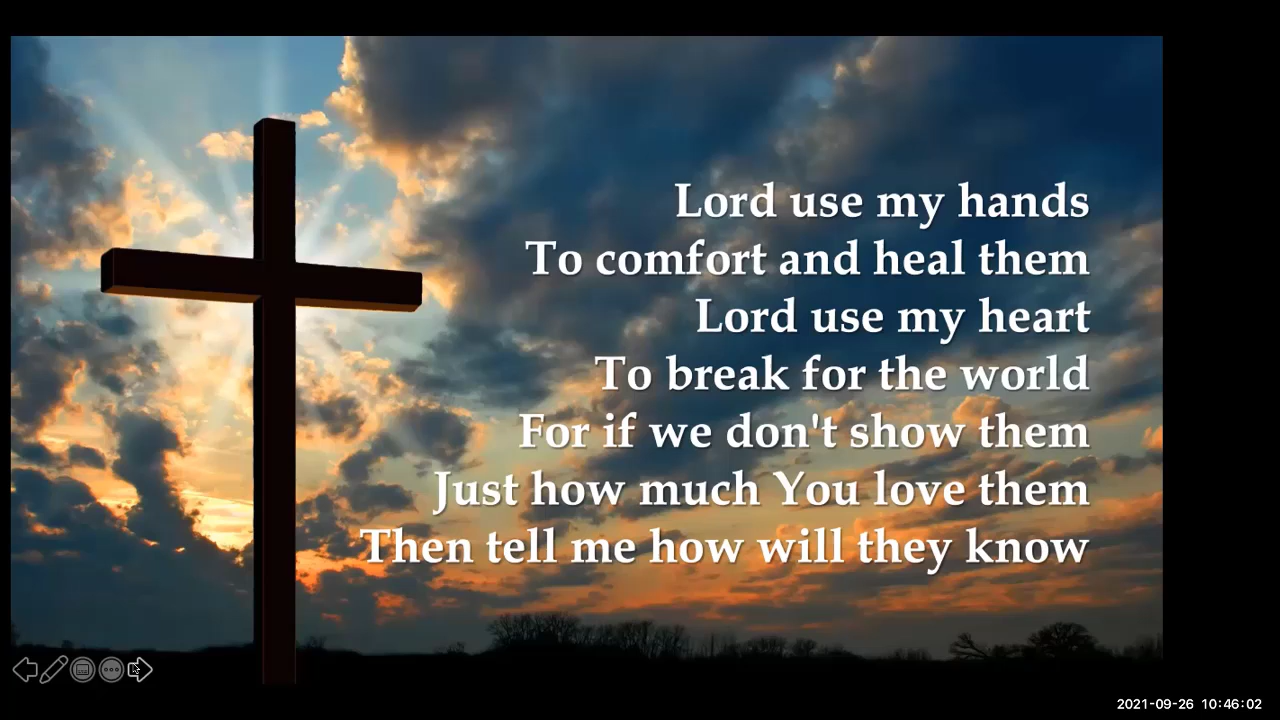 Lord use my hands
To comfort and heal them
Lord use my heart
To break for the world
For if we don't show them
Just how much You love them
Then tell me how will they know
2021-09-26 10:46:02